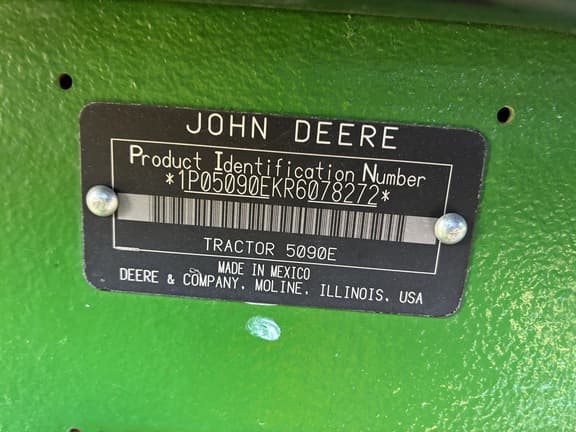 JOHN DEERE
Product Identification Number
*1P05090EKR6078272*
TRACTOR 5090E
MADE IN MEXICO
DEERE & COMPANY, MOLINE, ILLINOIS, USA